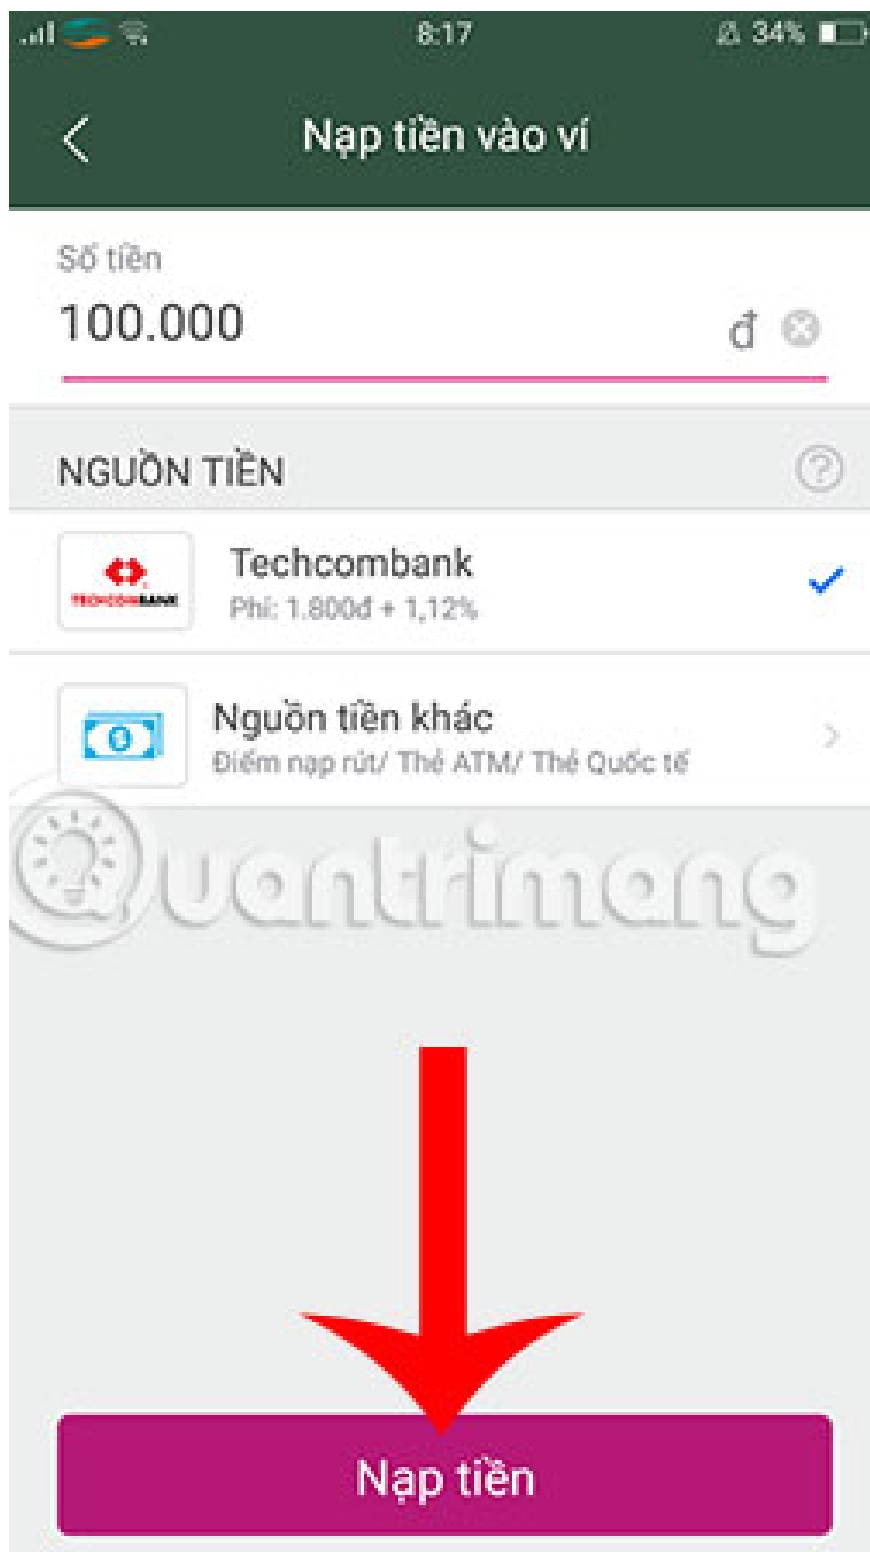 8:17
34%
Nạp tiền vào ví
Số tiền
100.000
đ
NGUỒN TIỀN
Techcombank
TECHCOMBANK
Phí: 1.800đ + 1,12%
Nguồn tiền khác
Điểm nạp rút/ Thẻ ATM/ Thẻ Quốc tế
Quantrimang
Nạp tiền